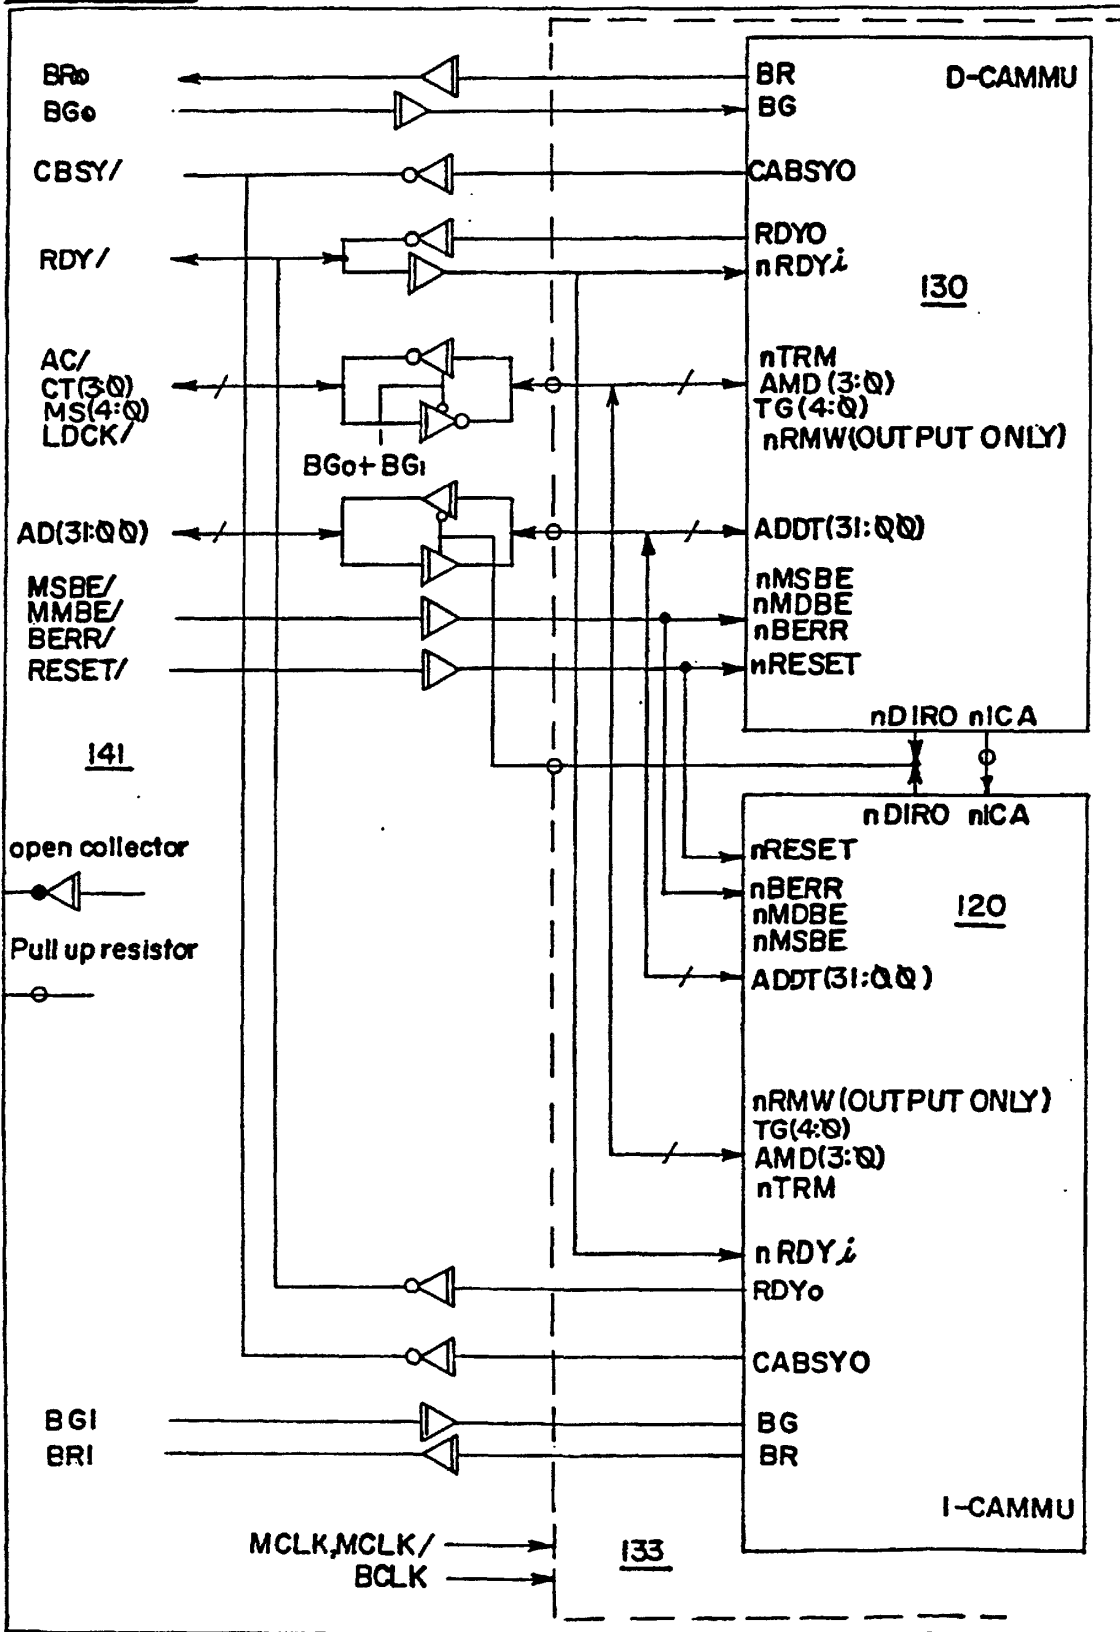 BRo
BR
D-CAMMU
BGo
BG
CBSY/
CABSYO
RDYO
RDY/
nRDYi
130
AC/
nTRM
CT(3:0)
AMD(3:0)
MS(4:0)
TG(4:0)
LDCK/
nRMW(OUTPUT ONLY)
BGo+BG1
AD(31:00)
ADDT(31:00)
MSBE/
nMSBE
MMBE/
nMDBE
BERR/
nBERR
RESET/
nRESET
nDIRO nICA
141
nDIRO nICA
open collector
nRESET
nBERR
120
nMDBE
Pull up resistor
nMSBE
ADDT(31:00)
nRMW(OUTPUT ONLY)
TG(4:0)
AMD(3:0)
nTRM
nRDYi
RDYo
CABSYO
BG1
BG
BR1
BR
I-CAMMU
MCLK,MCLK/
133
BCLK